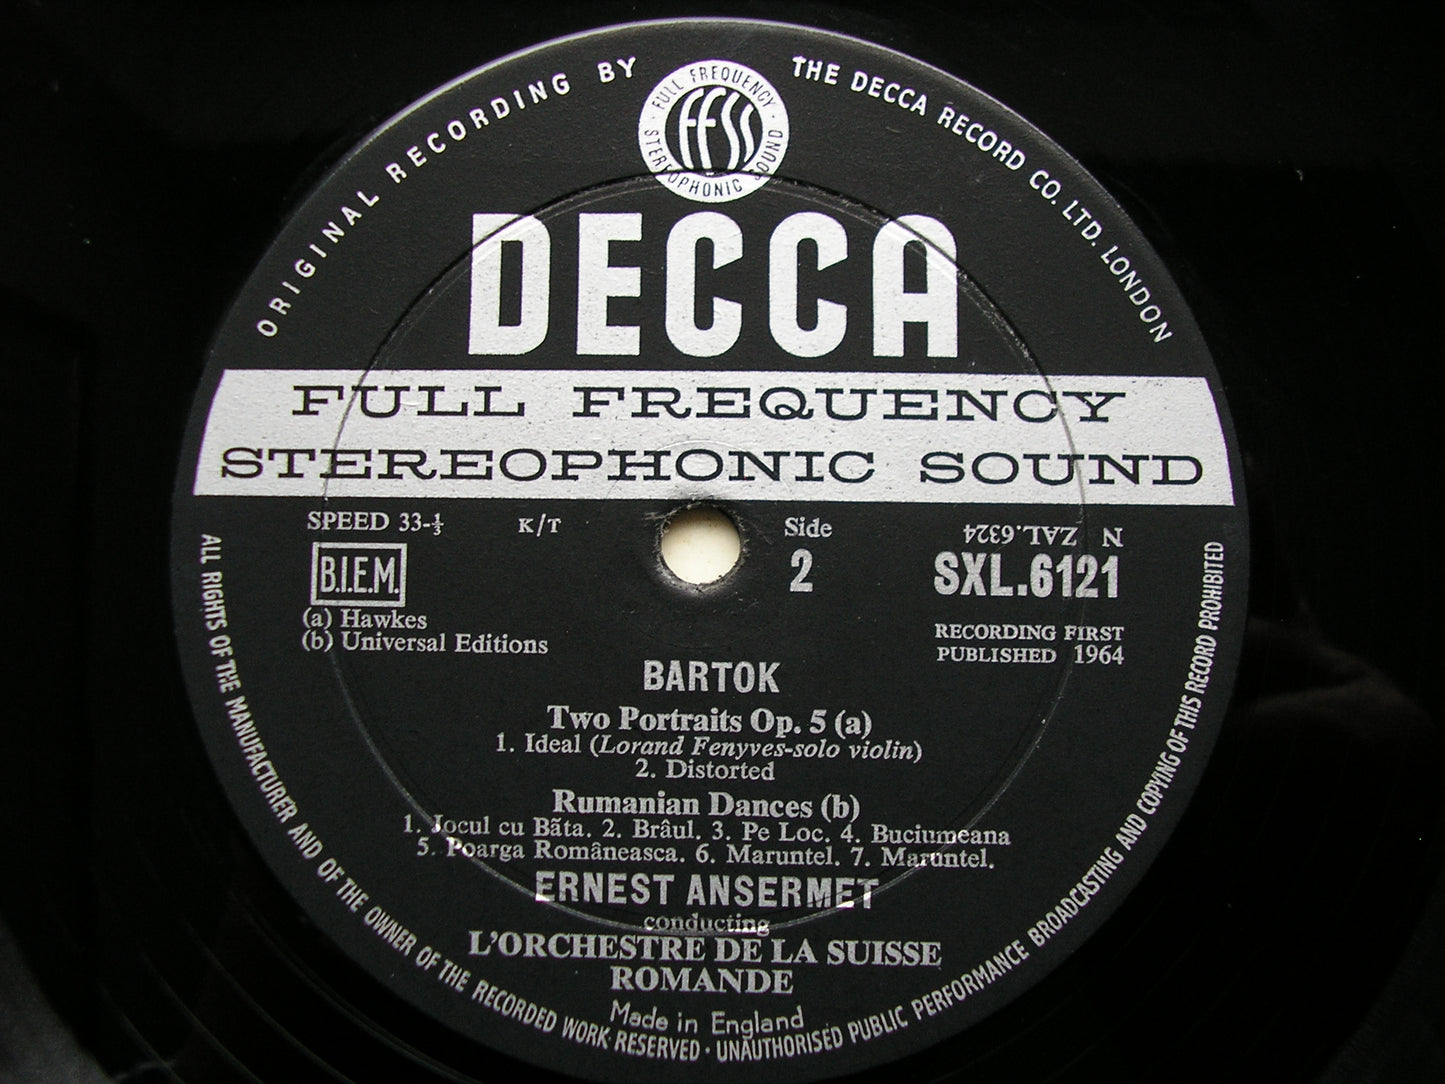 ORIGINAL RECORDING BY
THE DECCA RECORD CO. LTD. LONDON
FULL FREQUENCY
STEREOPHONIC SOUND
FFSS
DECCA
FULL FREQUENCY
STEREOPHONIC SOUND
SPEED 33-⅓ K/T Side N ZAL.6324
B.I.E.M. 2 SXL.6121
(a) Hawkes
(b) Universal Editions
RECORDING FIRST
PUBLISHED 1964
BARTOK
Two Portraits Op. 5 (a)
1. Ideal (Lorand Fenyves-solo violin)
2. Distorted
Rumanian Dances (b)
1. Jocul cu Bãta. 2. Brâul. 3. Pe Loc. 4. Buciumeana
5. Poarga Românească. 6. Maruntel. 7. Maruntel.
ERNEST ANSERMET
conducting
L'ORCHESTRE DE LA SUISSE
ROMANDE
Made in England
ALL RIGHTS OF THE MANUFACTURER AND OF THE OWNER OF THE RECORDED WORK RESERVED · UNAUTHORISED PUBLIC PERFORMANCE BROADCASTING AND COPYING OF THIS RECORD PROHIBITED